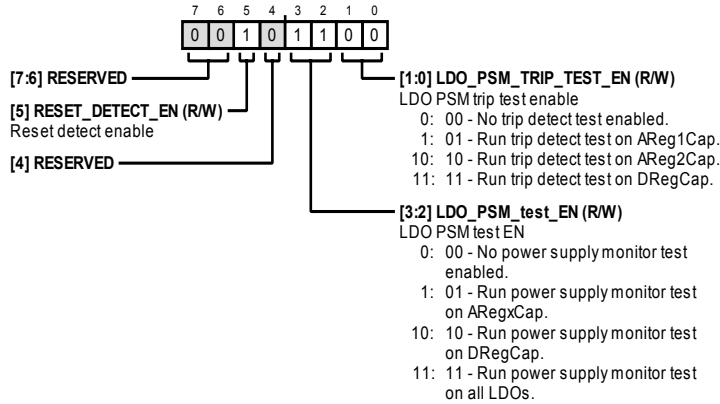 7 6 5 4 3 2 1 0
0 0 1 0 1 1 0 0
[7:6] RESERVED
[5] RESET_DETECT_EN (R/W)
Reset detect enable
[4] RESERVED
[1:0] LDO_PSM_TRIP_TEST_EN (R/W)
LDO PSM trip test enable
0: 00 - No trip detect test enabled.
1: 01 - Run trip detect test on AReg1Cap.
10: 10 - Run trip detect test on AReg2Cap.
11: 11 - Run trip detect test on DRegCap.
[3:2] LDO_PSM_test_EN (R/W)
LDO PSM test EN
0: 00 - No power supply monitor test
enabled.
1: 01 - Run power supply monitor test
on ARegxCap.
10: 10 - Run power supply monitor test
on DRegCap.
11: 11 - Run power supply monitor test
on all LDOs.